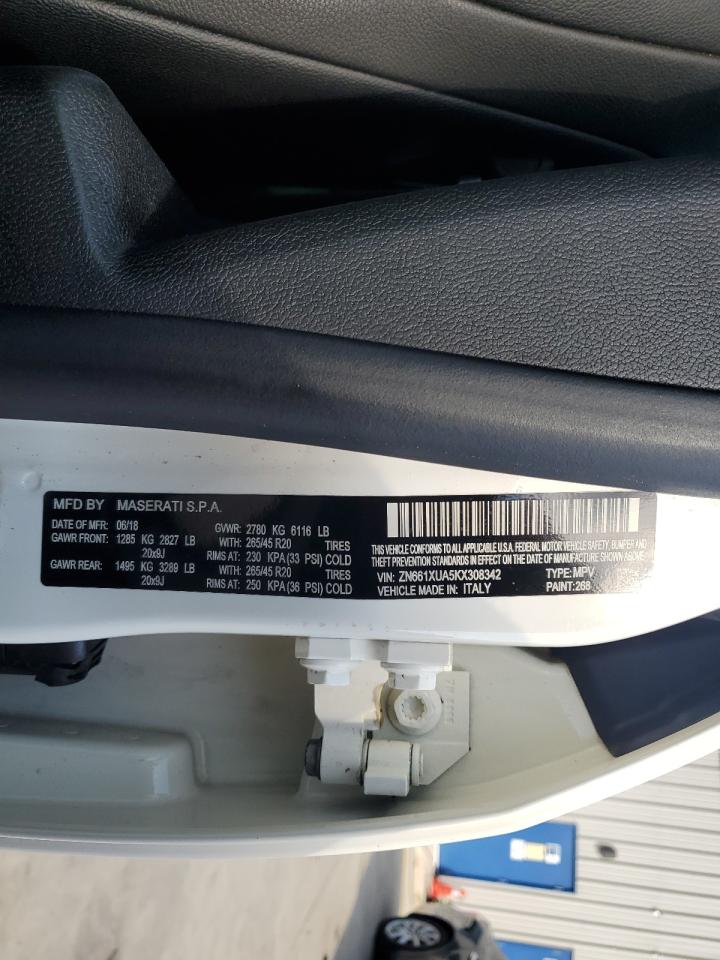 MFD BY MASERATI S.P.A.
DATE OF MFR: 06/18 GVWR: 2780 KG 6116 LB
GAWR FRONT: 1285 KG 2827 LB WITH: 265/45 R20 TIRES
20x9J RIMS AT: 230 KPA (33 PSI) COLD
GAWR REAR: 1495 KG 3289 LB WITH: 265/45 R20 TIRES
20x9J RIMS AT: 250 KPA (36 PSI) COLD
THIS VEHICLE CONFORMS TO ALL APPLICABLE U.S.A. FEDERAL MOTOR VEHICLE SAFETY, BUMPER AND
THEFT PREVENTION STANDARDS IN EFFECT ON THE DATE OF MANUFACTURE SHOWN ABOVE.
VIN: ZN661XUA5KX308342 TYPE: MPV
VEHICLE MADE IN: ITALY PAINT: 268